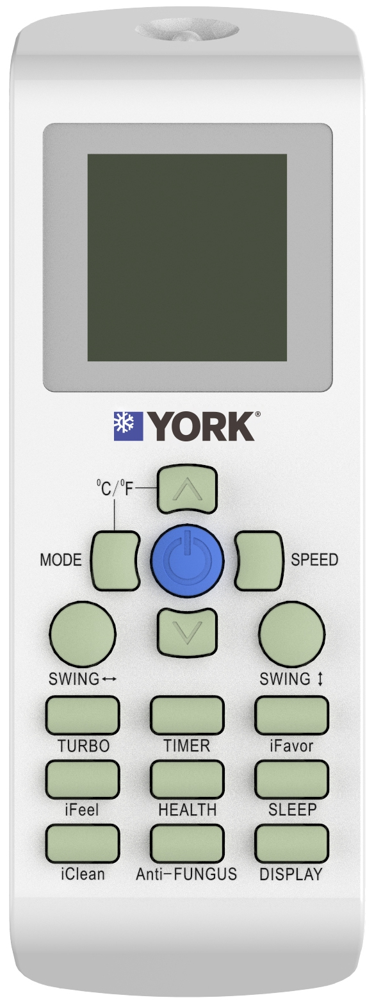 YORK®
⁰C/⁰F
MODE
SPEED
SWING↔
SWING ↕
TURBO
TIMER
iFavor
iFeel
HEALTH
SLEEP
iClean
Anti-FUNGUS
DISPLAY